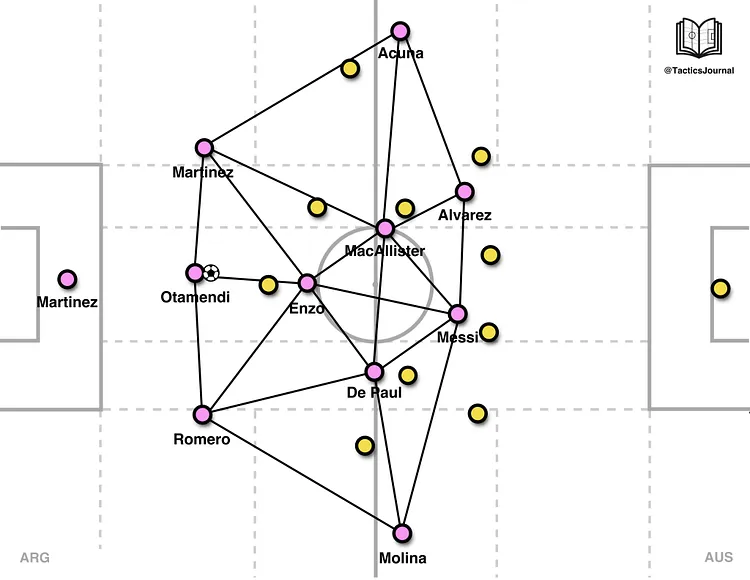 @TacticsJournal
Acuna
Martinez
Alvarez
MacAllister
Martinez
Otamendi
Enzo
Messi
De Paul
Romero
Molina
ARG
AUS